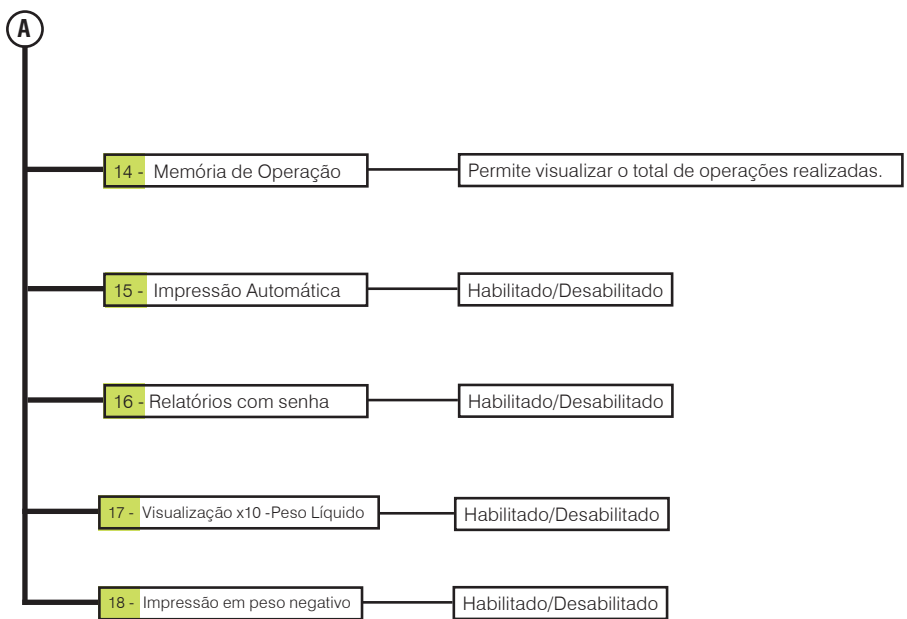 A
14 - Memória de Operação
Permite visualizar o total de operações realizadas.
15 - Impressão Automática
Habilitado/Desabilitado
16 - Relatórios com senha
Habilitado/Desabilitado
17 - Visualização x10 -Peso Líquido
Habilitado/Desabilitado
18 - Impressão em peso negativo
Habilitado/Desabilitado